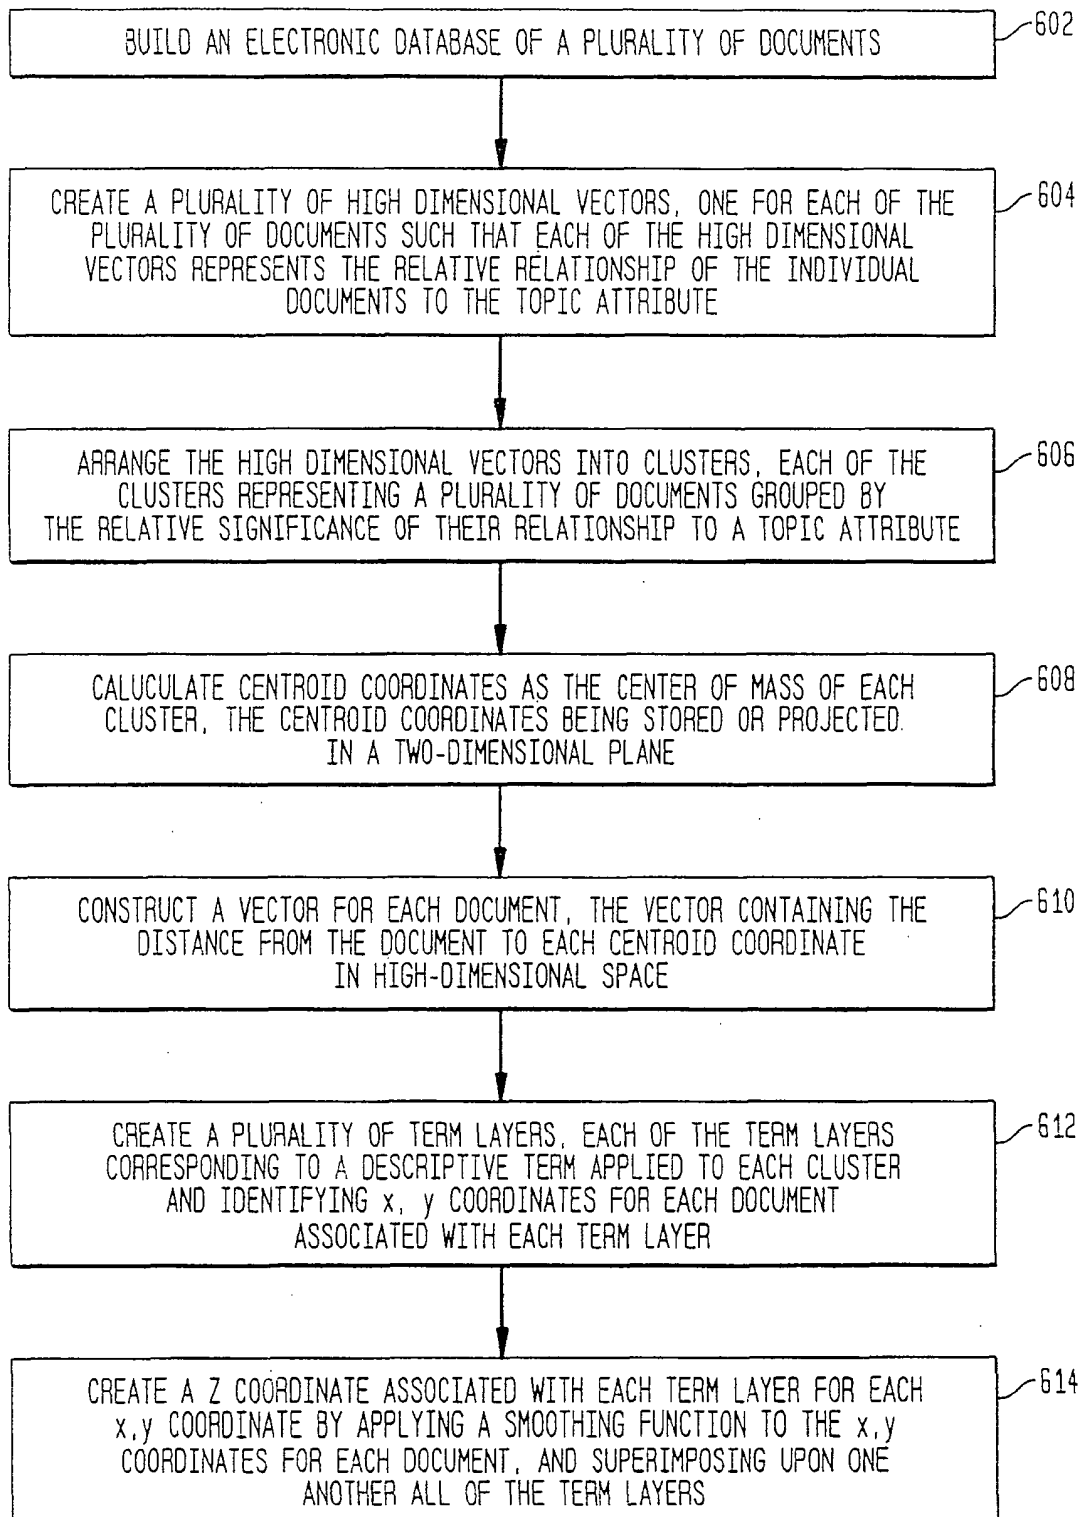 BUILD AN ELECTRONIC DATABASE OF A PLURALITY OF DOCUMENTS
602
CREATE A PLURALITY OF HIGH DIMENSIONAL VECTORS, ONE FOR EACH OF THE
PLURALITY OF DOCUMENTS SUCH THAT EACH OF THE HIGH DIMENSIONAL
VECTORS REPRESENTS THE RELATIVE RELATIONSHIP OF THE INDIVIDUAL
DOCUMENTS TO THE TOPIC ATTRIBUTE
604
ARRANGE THE HIGH DIMENSIONAL VECTORS INTO CLUSTERS, EACH OF THE
CLUSTERS REPRESENTING A PLURALITY OF DOCUMENTS GROUPED BY
THE RELATIVE SIGNIFICANCE OF THEIR RELATIONSHIP TO A TOPIC ATTRIBUTE
606
CALUCULATE CENTROID COORDINATES AS THE CENTER OF MASS OF EACH
CLUSTER, THE CENTROID COORDINATES BEING STORED OR PROJECTED
IN A TWO-DIMENSIONAL PLANE
608
CONSTRUCT A VECTOR FOR EACH DOCUMENT, THE VECTOR CONTAINING THE
DISTANCE FROM THE DOCUMENT TO EACH CENTROID COORDINATE
IN HIGH-DIMENSIONAL SPACE
610
CREATE A PLURALITY OF TERM LAYERS, EACH OF THE TERM LAYERS
CORRESPONDING TO A DESCRIPTIVE TERM APPLIED TO EACH CLUSTER
AND IDENTIFYING x, y COORDINATES FOR EACH DOCUMENT
ASSOCIATED WITH EACH TERM LAYER
612
CREATE A Z COORDINATE ASSOCIATED WITH EACH TERM LAYER FOR EACH
x,y COORDINATE BY APPLYING A SMOOTHING FUNCTION TO THE x,y
COORDINATES FOR EACH DOCUMENT, AND SUPERIMPOSING UPON ONE
ANOTHER ALL OF THE TERM LAYERS
614